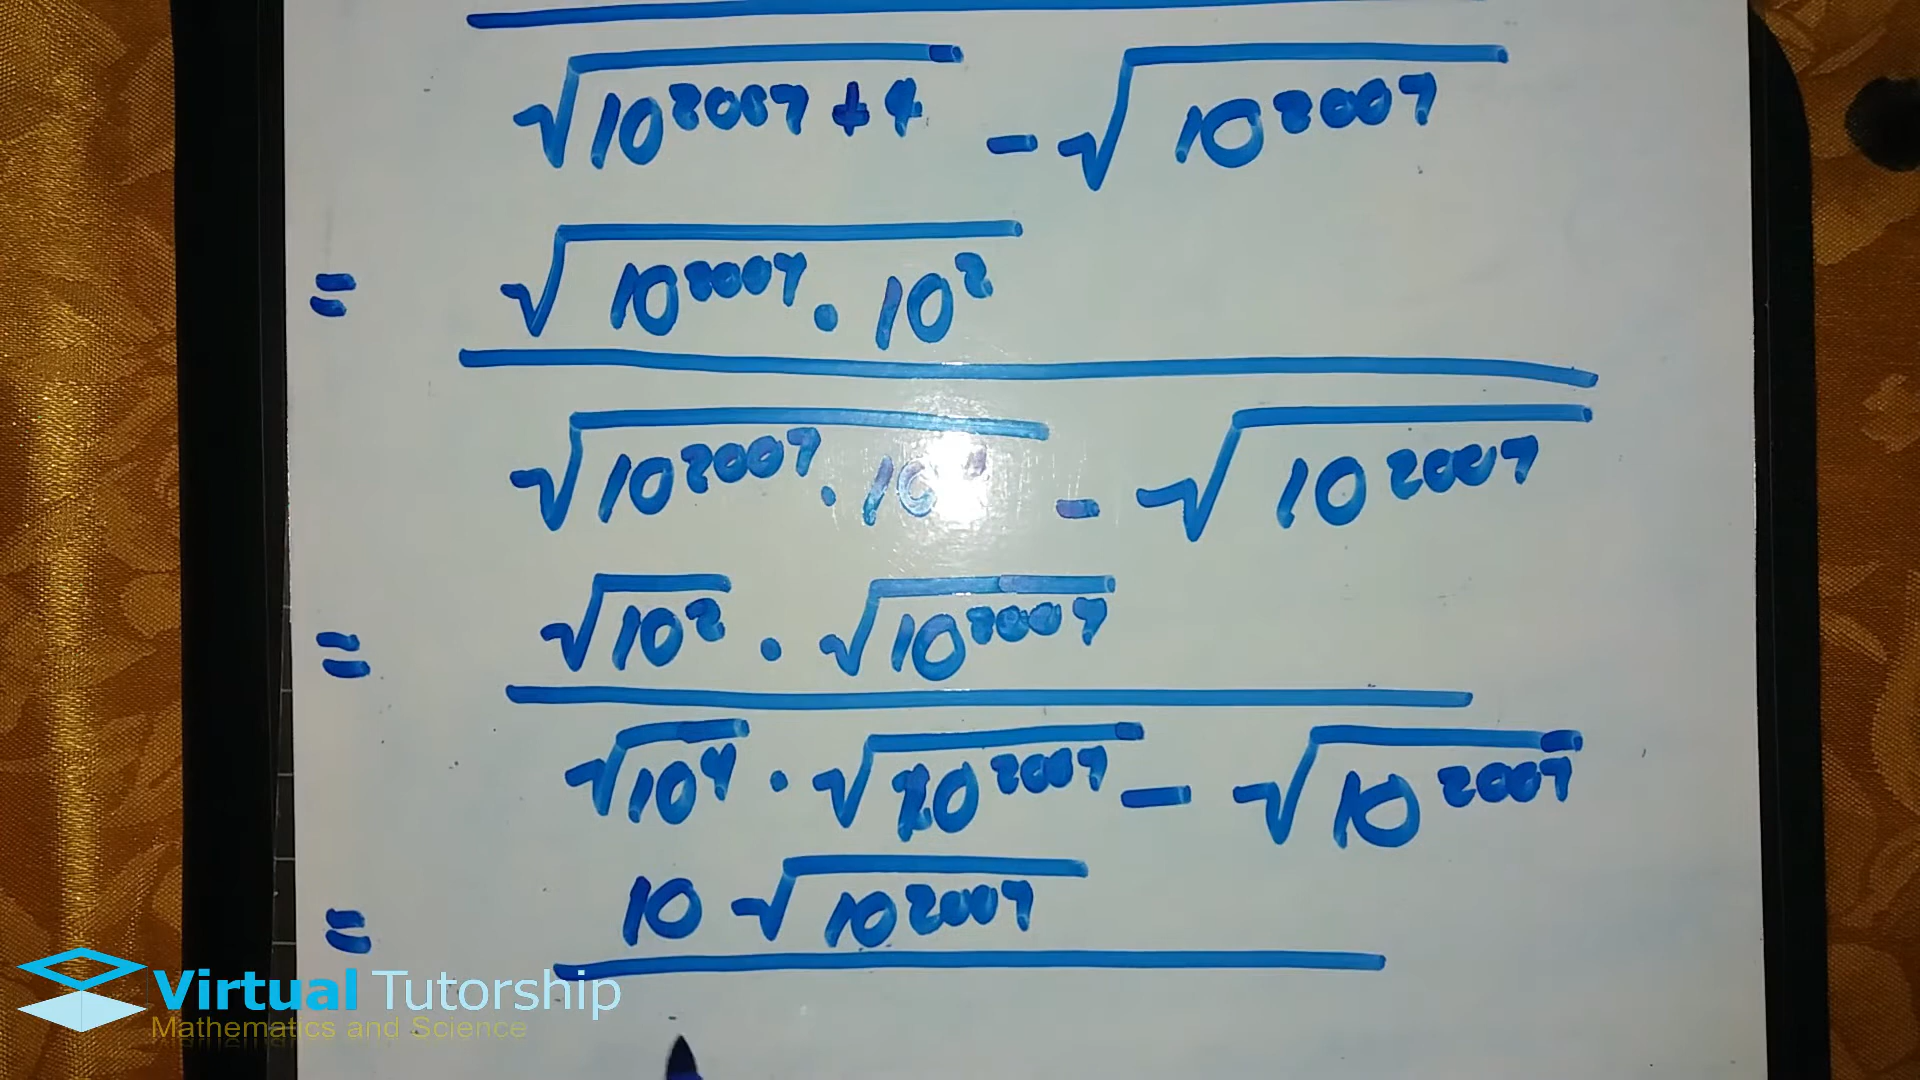 √10^2007+4 - √10^2007
= √10^2007 · 10^2
√10^2007 · 10^4 - √10^2007
= √10^2 · √10^2007
√10^4 · √10^2007 - √10^2007
= 10 √10^2007
Virtual Tutorship
Mathematics and Science